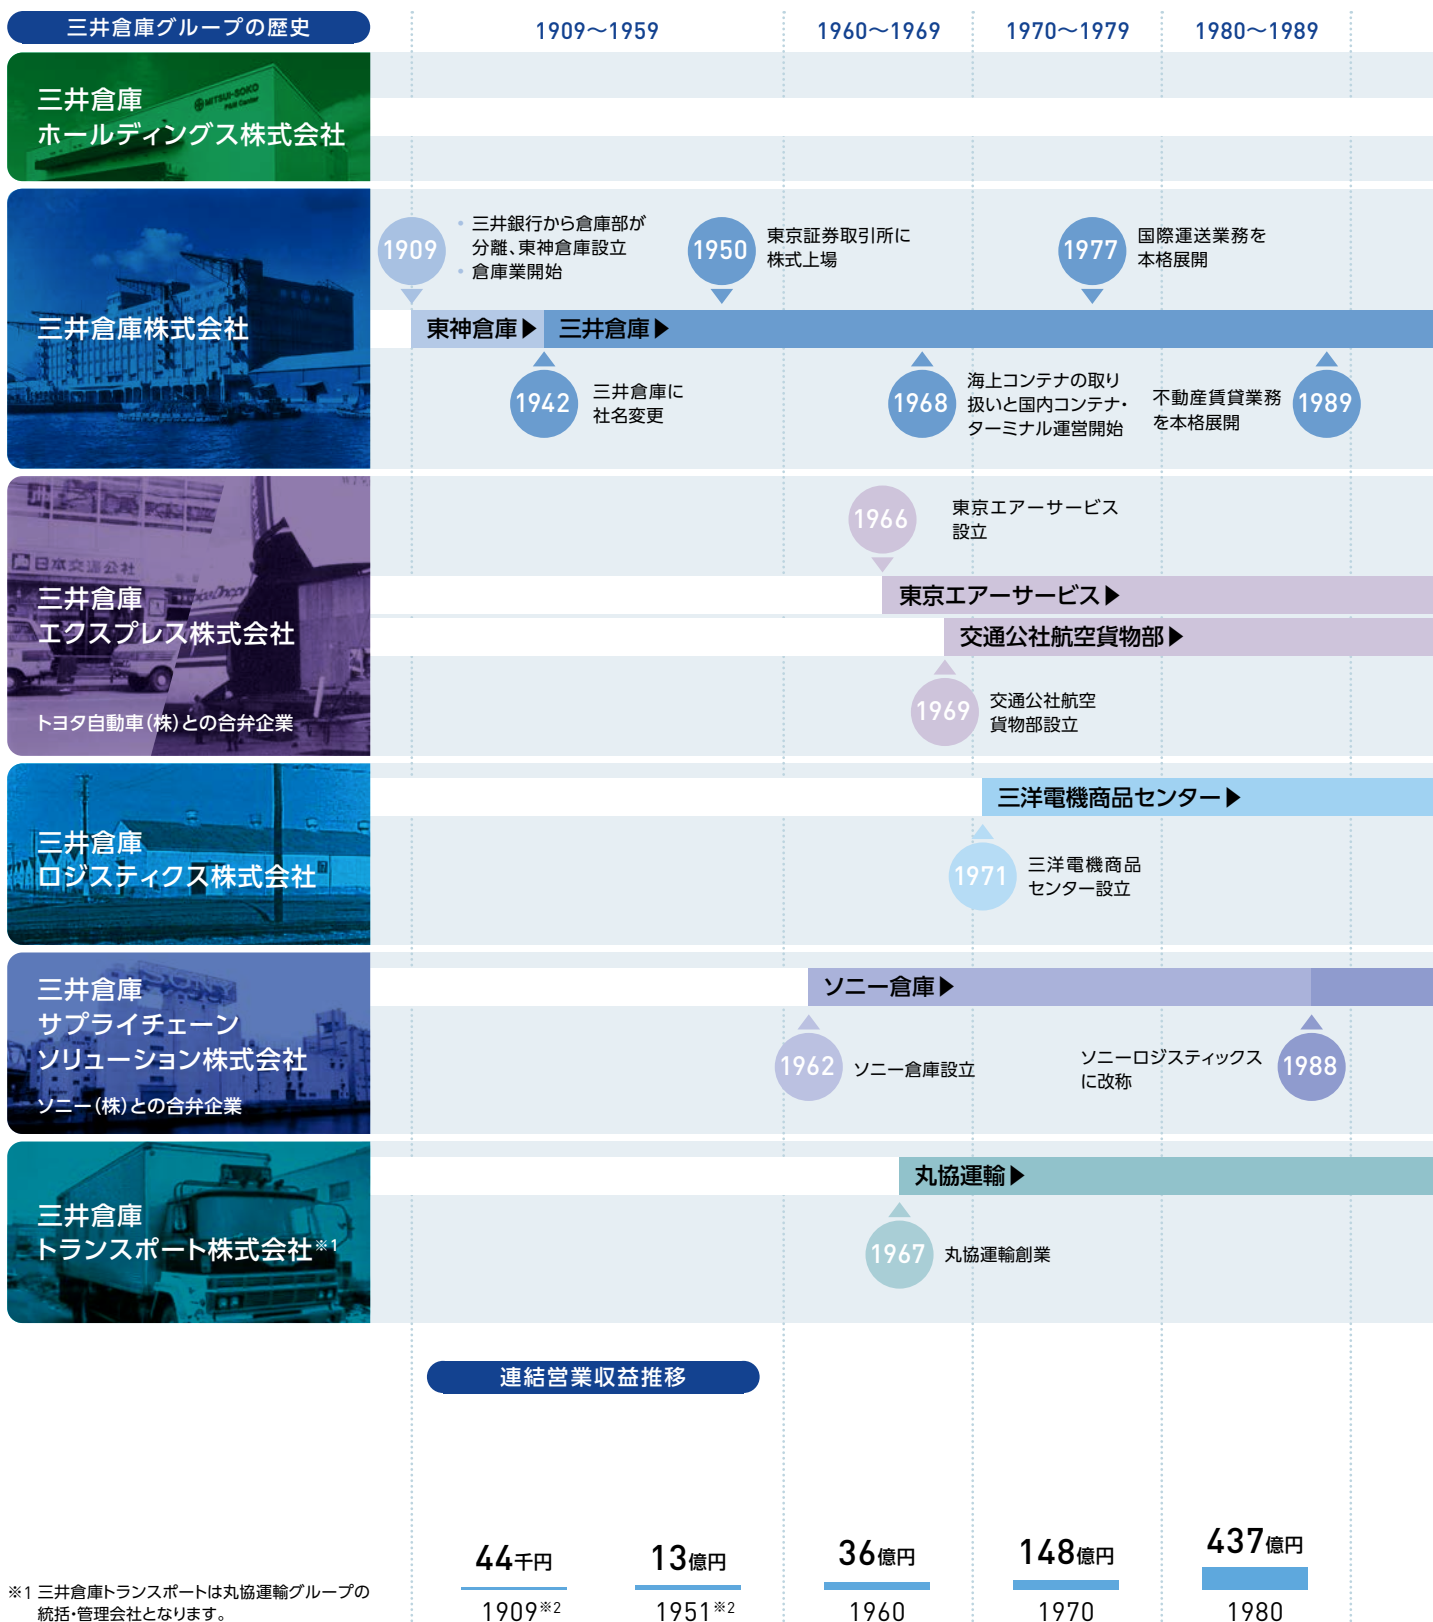 三井倉庫グループの歴史
1909〜1959
1960〜1969
1970〜1979
1980〜1989
三井倉庫
ホールディングス株式会社
MITSUI-SOKO
P&M Center
三井倉庫株式会社
1909
• 三井銀行から倉庫部が
分離、東神倉庫設立
• 倉庫業開始
1950
東京証券取引所に
株式上場
1977
国際運送業務を
本格展開
東神倉庫▶
三井倉庫▶
1942
三井倉庫に
社名変更
1968
海上コンテナの取り
扱いと国内コンテナ・
ターミナル運営開始
不動産賃貸業務
を本格展開
1989
日本交通公社
三井倉庫
エクスプレス株式会社
トヨタ自動車(株)との合弁企業
1966
東京エアーサービス
設立
東京エアーサービス▶
交通公社航空貨物部▶
1969
交通公社航空
貨物部設立
三井倉庫
ロジスティクス株式会社
三洋電機商品センター▶
1971
三洋電機商品
センター設立
三井倉庫
サプライチェーン
ソリューション株式会社
ソニー(株)との合弁企業
ソニー倉庫▶
1962
ソニー倉庫設立
ソニーロジスティックス
に改称
1988
三井倉庫
トランスポート株式会社※1
丸協運輸▶
1967
丸協運輸創業
連結営業収益推移
44千円
13億円
36億円
148億円
437億円
1909※2
1951※2
1960
1970
1980
※1 三井倉庫トランスポートは丸協運輸グループの
統括・管理会社となります。